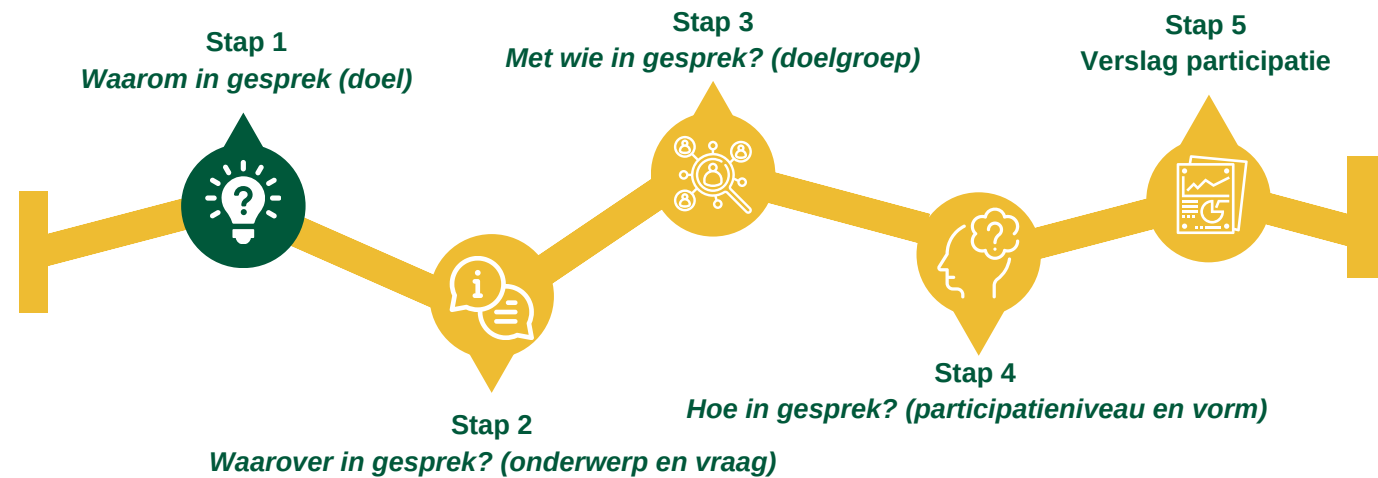 Stap 1
Waarom in gesprek (doel)
Stap 2
Waarover in gesprek? (onderwerp en vraag)
Stap 3
Met wie in gesprek? (doelgroep)
Stap 4
Hoe in gesprek? (participatieniveau en vorm)
Stap 5
Verslag participatie